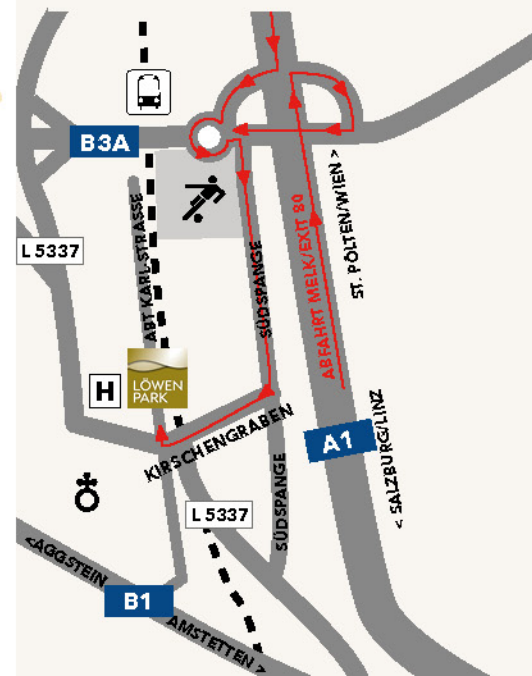 B3A
L 5337
ABT KARL-STRASSE
SÜDSPANGE
ABFAHRT MELK/EXIT 80
ST. PÖLTEN/WIEN >
H
LÖWEN
PARK
KIRSCHENGRABEN
A1
< SALZBURG/LINZ
L 5337
SÜDSPANGE
<AGGSTEIN
B1
AMSTETTEN >